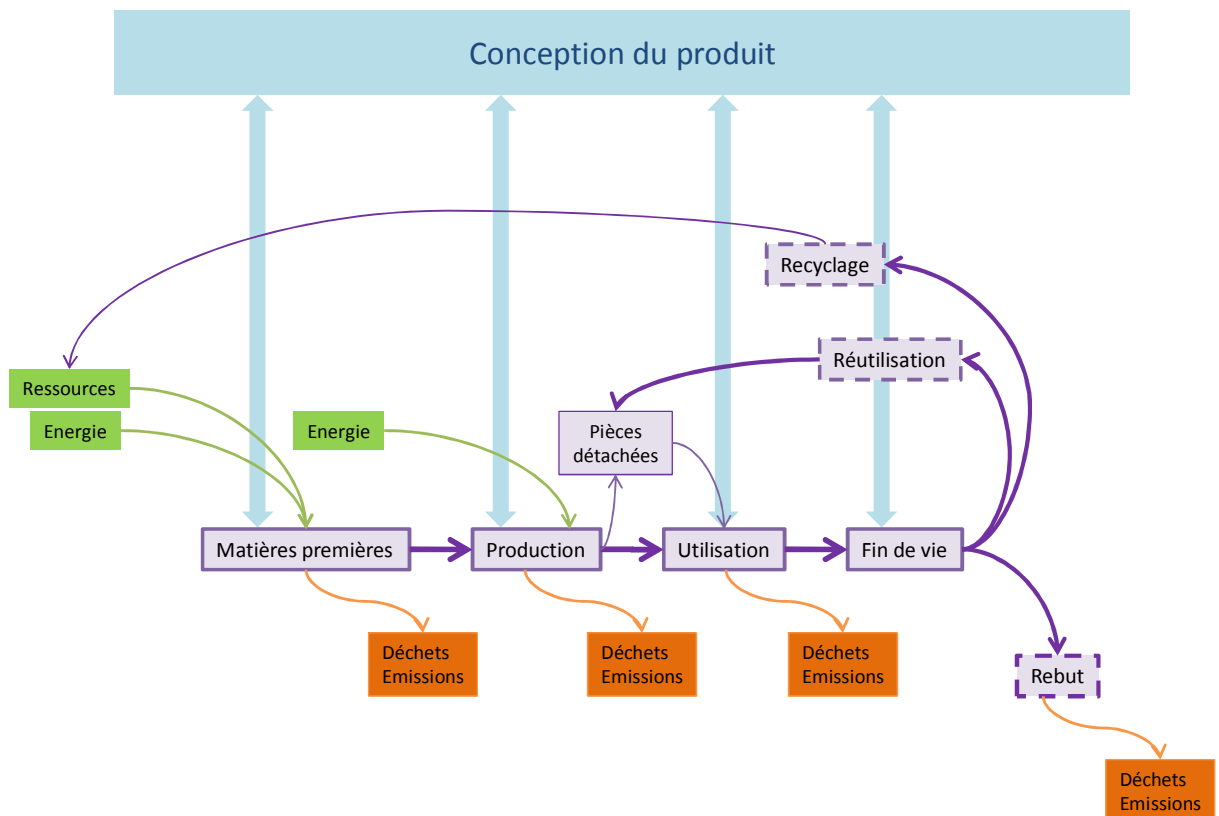 Conception du produit
Recyclage
Réutilisation
Ressources
Energie
Energie
Pièces
détachées
Matières premières
Production
Utilisation
Fin de vie
Déchets
Emissions
Déchets
Emissions
Déchets
Emissions
Rebut
Déchets
Emissions